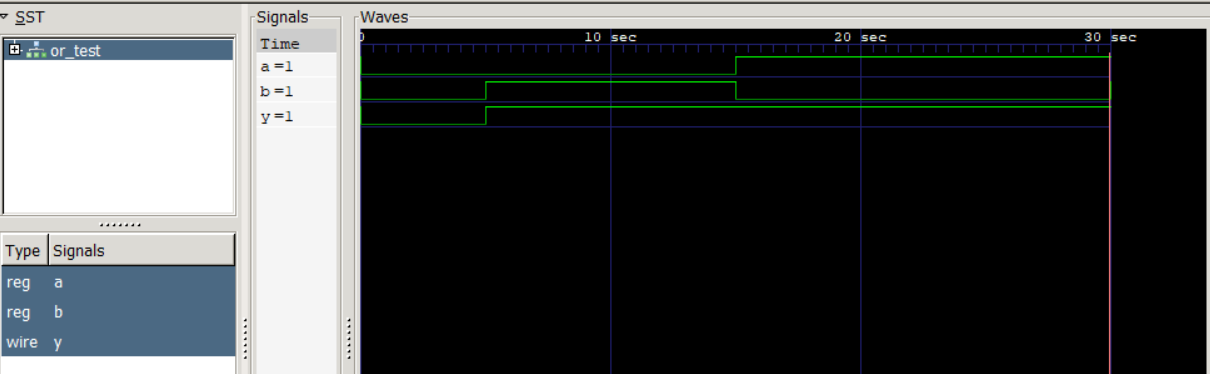 SST
or_test
Type Signals
reg a
reg b
wire y
Signals
Time
a=1
b=1
y=1
Waves
0 10 sec 20 sec 30 sec